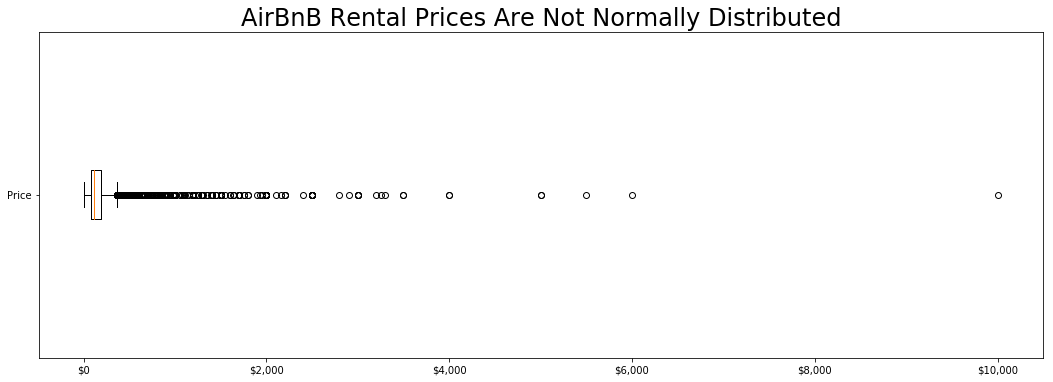 AirBnB Rental Prices Are Not Normally Distributed
Price
$0 $2,000 $4,000 $6,000 $8,000 $10,000